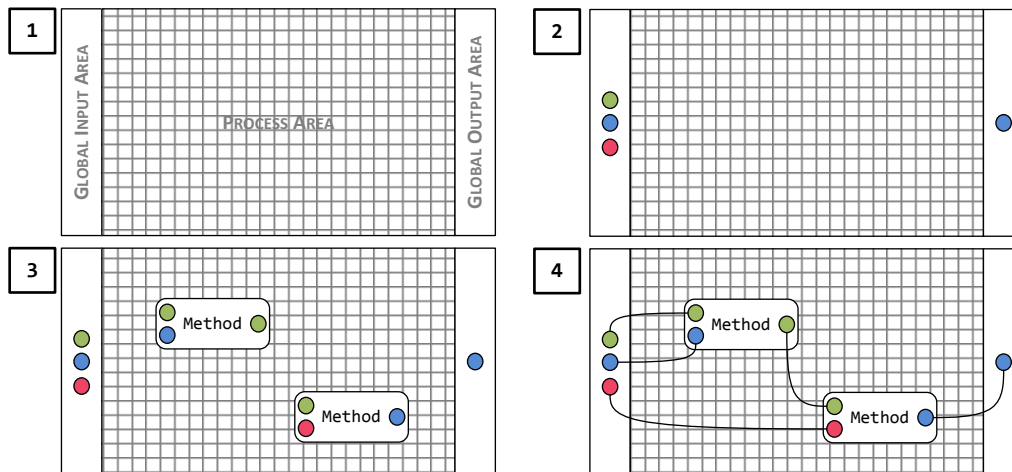 1
GLOBAL INPUT AREA
PROCESS AREA
GLOBAL OUTPUT AREA
2
3
Method
Method
4
Method
Method